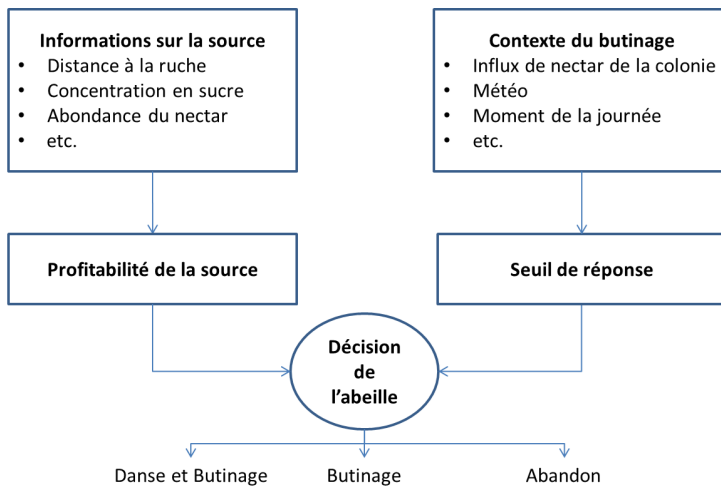 Informations sur la source
• Distance à la ruche
• Concentration en sucre
• Abondance du nectar
• etc.
Contexte du butinage
• Influx de nectar de la colonie
• Météo
• Moment de la journée
• etc.
Profitabilité de la source
Seuil de réponse
Décision
de
l'abeille
Danse et Butinage
Butinage
Abandon